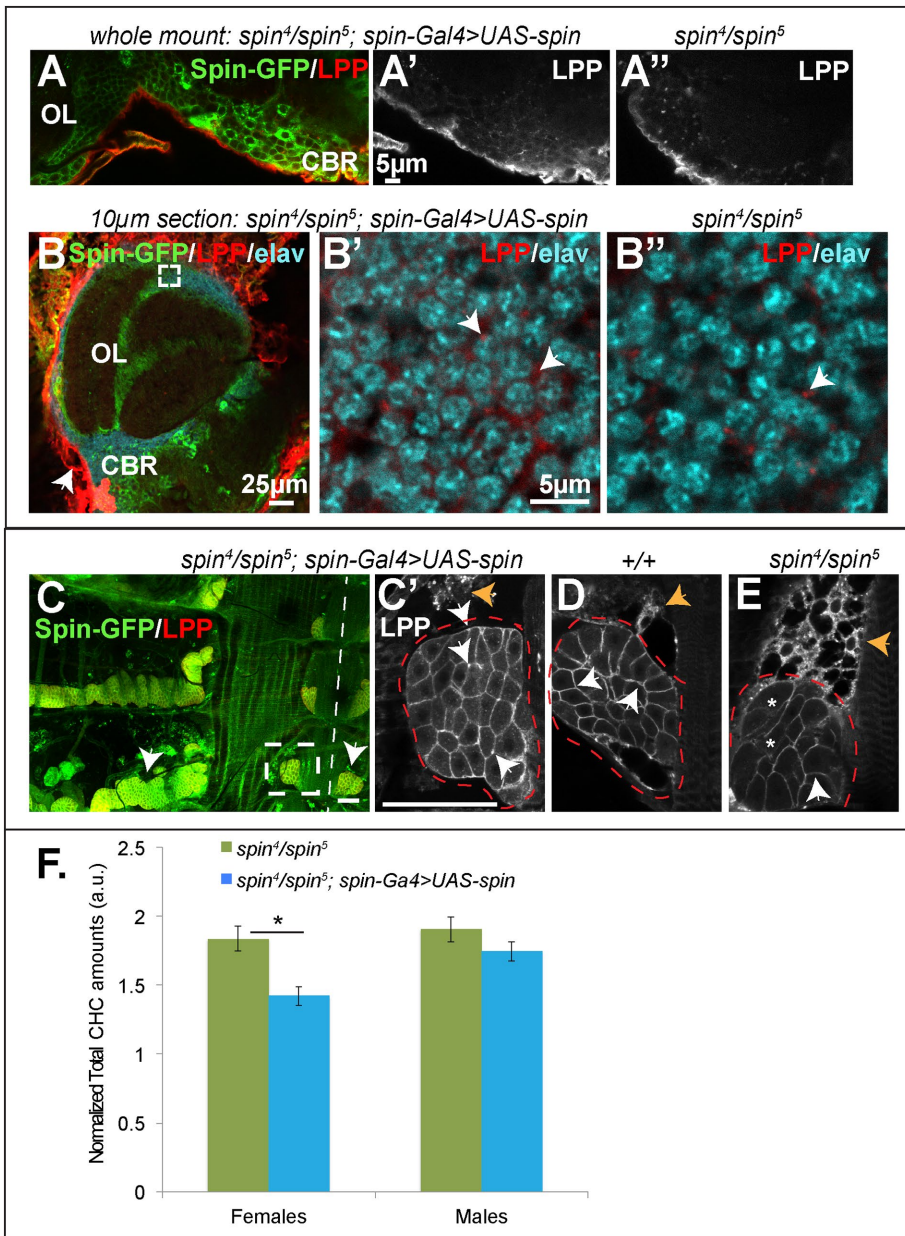 whole mount: spin⁴/spin⁵; spin-Gal4>UAS-spin spin⁴/spin⁵
A Spin-GFP/LPP A' LPP A'' LPP
OL
CBR 5µm
10µm section: spin⁴/spin⁵; spin-Gal4>UAS-spin spin⁴/spin⁵
B Spin-GFP/LPP/elav B' LPP/elav B'' LPP/elav
OL
CBR
25µm 5µm
spin⁴/spin⁵; spin-Gal4>UAS-spin +/+ spin⁴/spin⁵
C C' D E
Spin-GFP/LPP LPP
* 
*
F.
Normalized Total CHC amounts (a.u.)
spin⁴/spin⁵
spin⁴/spin⁵; spin-Ga4>UAS-spin
*
2.5
2
1.5
1
0.5
0
Females Males